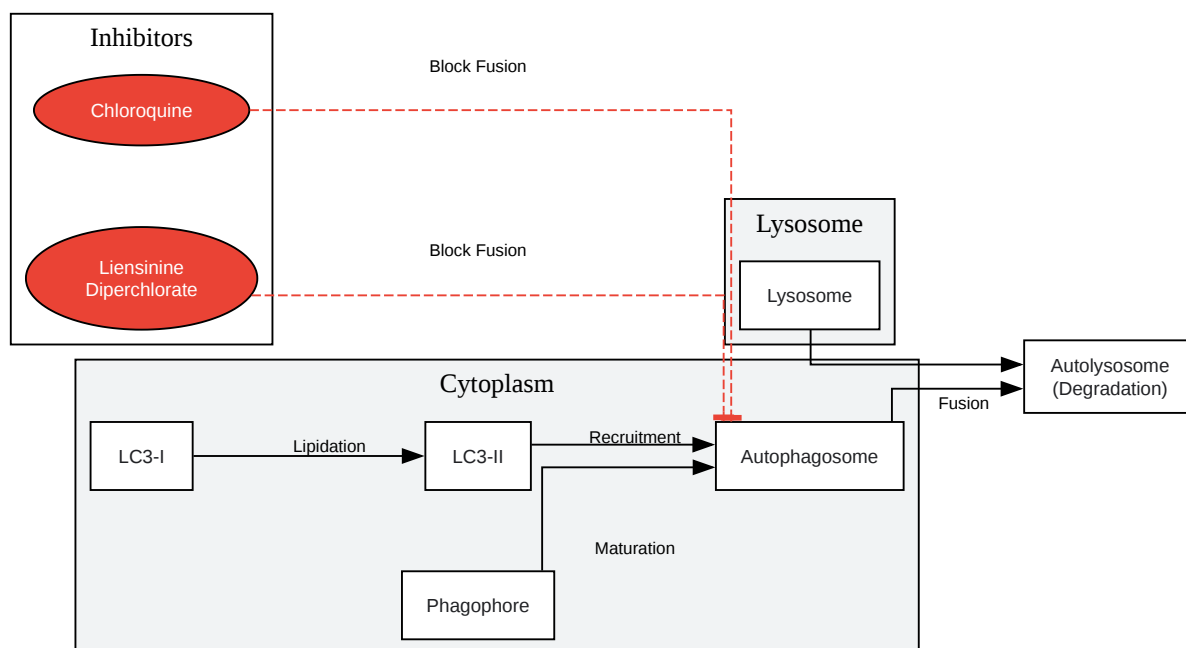 Inhibitors
Chloroquine
Block Fusion
Liensinine
Diperchlorate
Block Fusion
Lysosome
Lysosome
Autolysosome
(Degradation)
Fusion
Cytoplasm
LC3-I
Lipidation
LC3-II
Recruitment
Autophagosome
Maturation
Phagophore